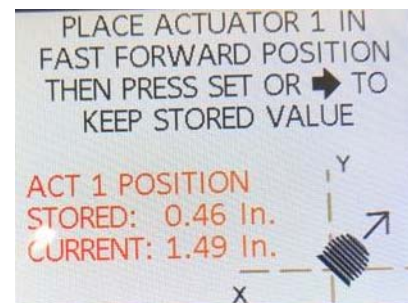 PLACE ACTUATOR 1 IN
FAST FORWARD POSITION
THEN PRESS SET OR ➡ TO
KEEP STORED VALUE
ACT 1 POSITION
STORED: 0.46 In.
CURRENT: 1.49 In.
Y
X